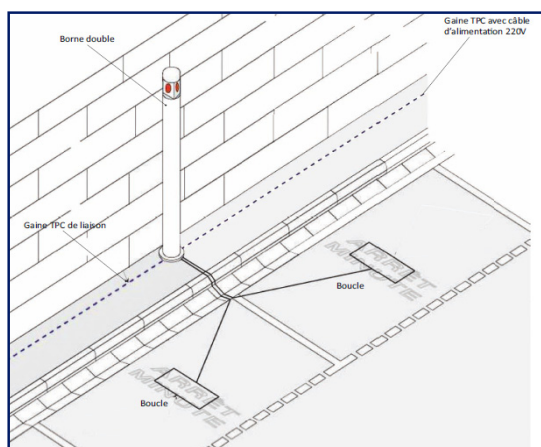 Gaine TPC avec câble
d'alimentation 220V
Borne double
Gaine TPC de liaison
ARRET
MINUTE
Boucle
ARRET
MINUTE
Boucle